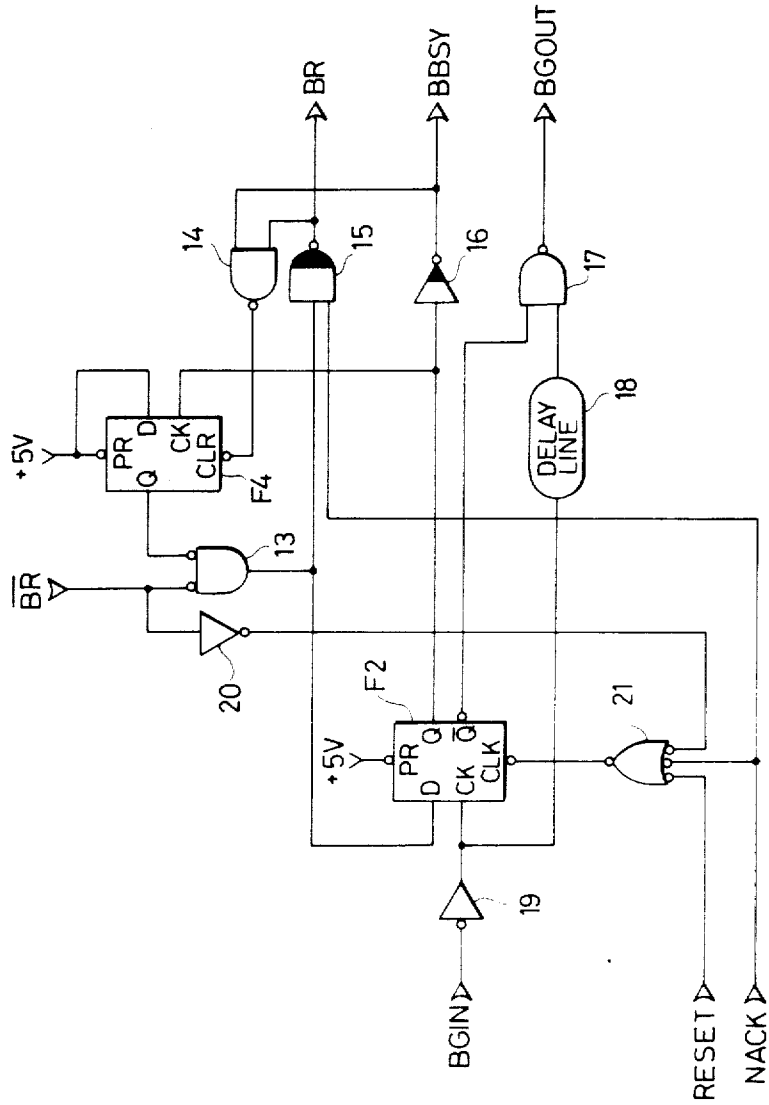 BR
BBSY
BGOUT
14
15
16
17
+5V
PR
D
CK
Q
CLR
F4
18
DELAY
LINE
B̅R̅
13
20
F2
+5V
PR
Q
D
Q̅
CK
CLK
21
19
BGIN
RESET
NACK